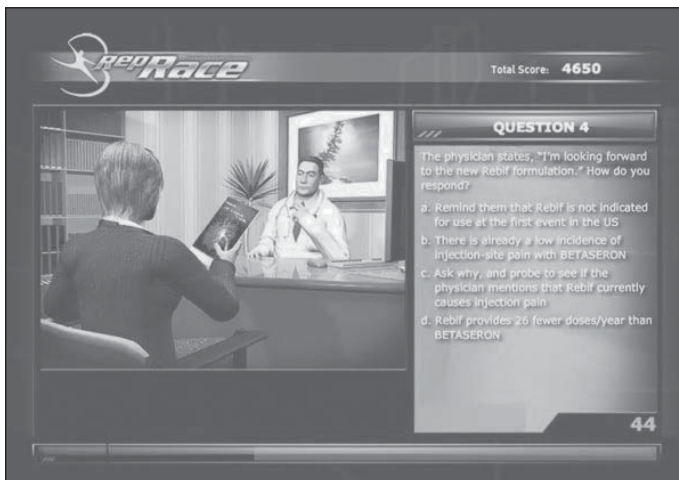 RepRace
Total Score: 4650
QUESTION 4
The physician states, "I'm looking forward
to the new Rebif formulation." How do you
respond?
a. Remind them that Rebif is not indicated
for use at the first event in the US
b. There is already a low incidence of
injection-site pain with BETASERON
c. Ask why, and probe to see if the
physician mentions that Rebif currently
causes injection pain
d. Rebif provides 26 fewer doses/year than
BETASERON
44